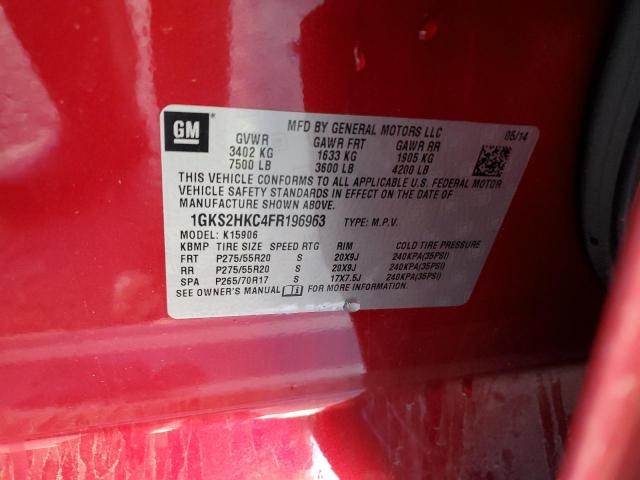 GM
MFD BY GENERAL MOTORS LLC 05/14
GVWR GAWR FRT GAWR RR
3402 KG 1633 KG 1905 KG
7500 LB 3600 LB 4200 LB
THIS VEHICLE CONFORMS TO ALL APPLICABLE U.S. FEDERAL MOTOR
VEHICLE SAFETY STANDARDS IN EFFECT ON THE DATE OF
MANUFACTURE SHOWN ABOVE.
1GKS2HKC4FR196963 TYPE: M.P.V.
MODEL: K15906
KBMP TIRE SIZE SPEED RTG RIM COLD TIRE PRESSURE
FRT P275/55R20 S 20X9J 240KPA(35PSI)
RR P275/55R20 S 20X9J 240KPA(35PSI)
SPA P265/70R17 S 17X7.5J 240KPA(35PSI)
SEE OWNER'S MANUAL FOR MORE INFORMATION.